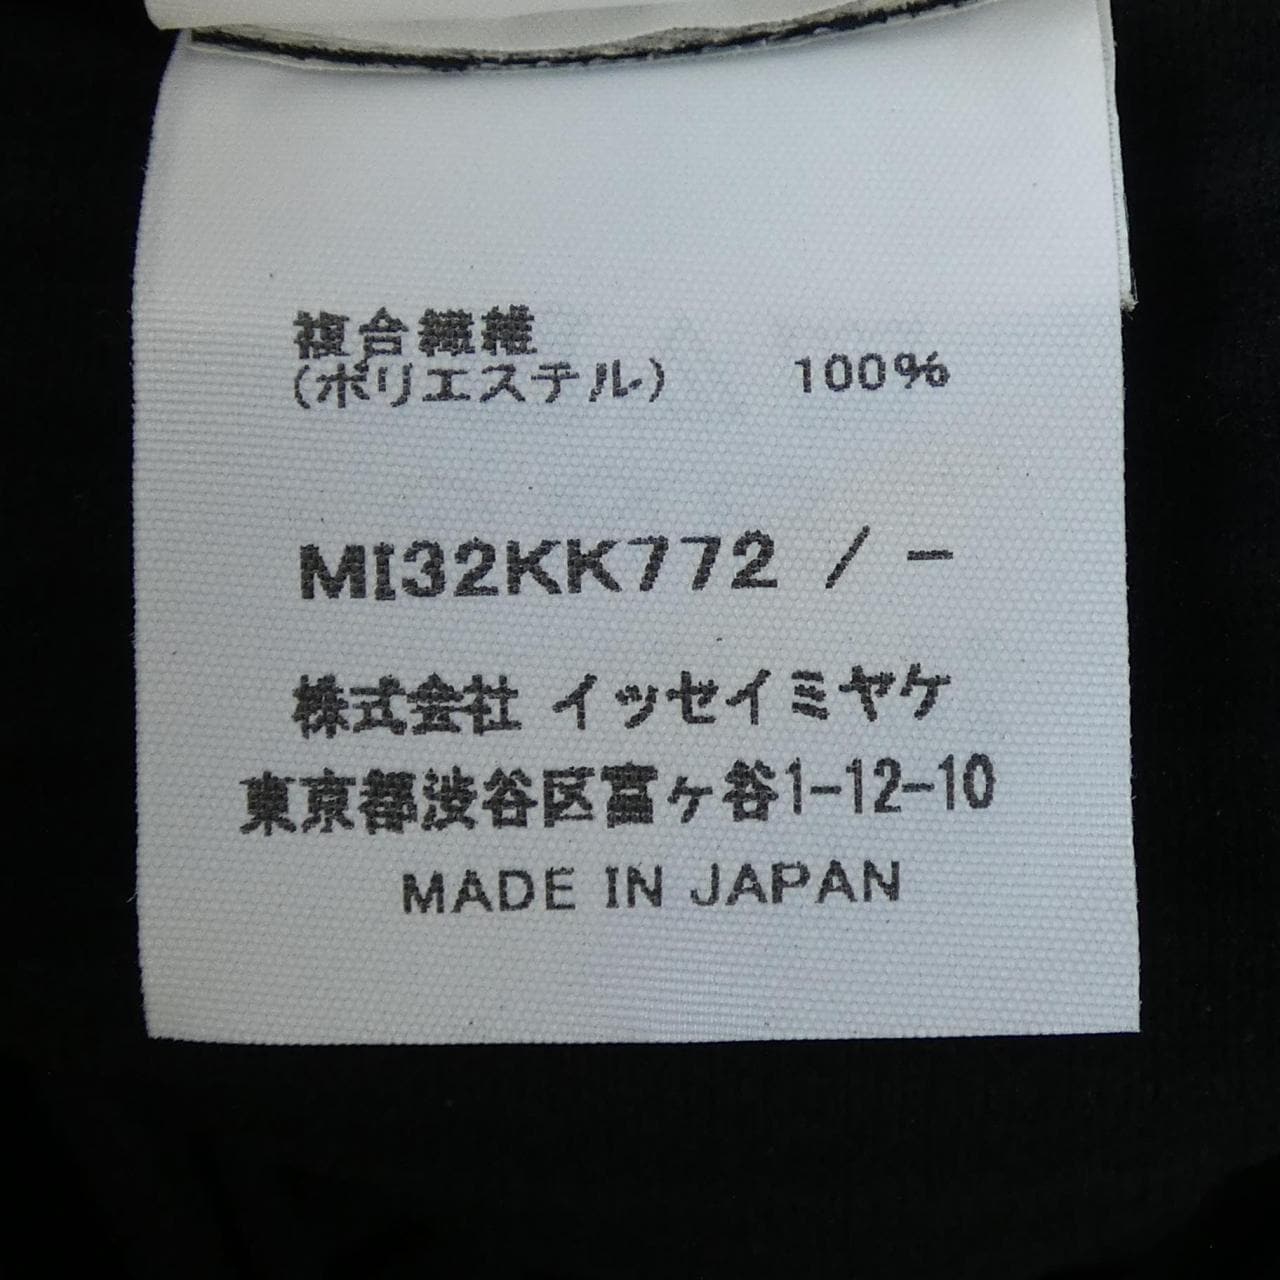 複合繊維
(ポリエステル) 100%
MI32KK772 / -
株式会社 イッセイミヤケ
東京都渋谷区富ヶ谷1-12-10
MADE IN JAPAN